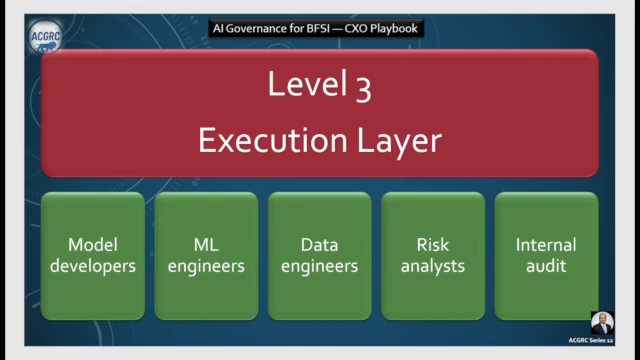 ACGRC
AI Governance for BFSI — CXO Playbook
Level 3
Execution Layer
Model
developers
ML
engineers
Data
engineers
Risk
analysts
Internal
audit
ACGRC Series 12